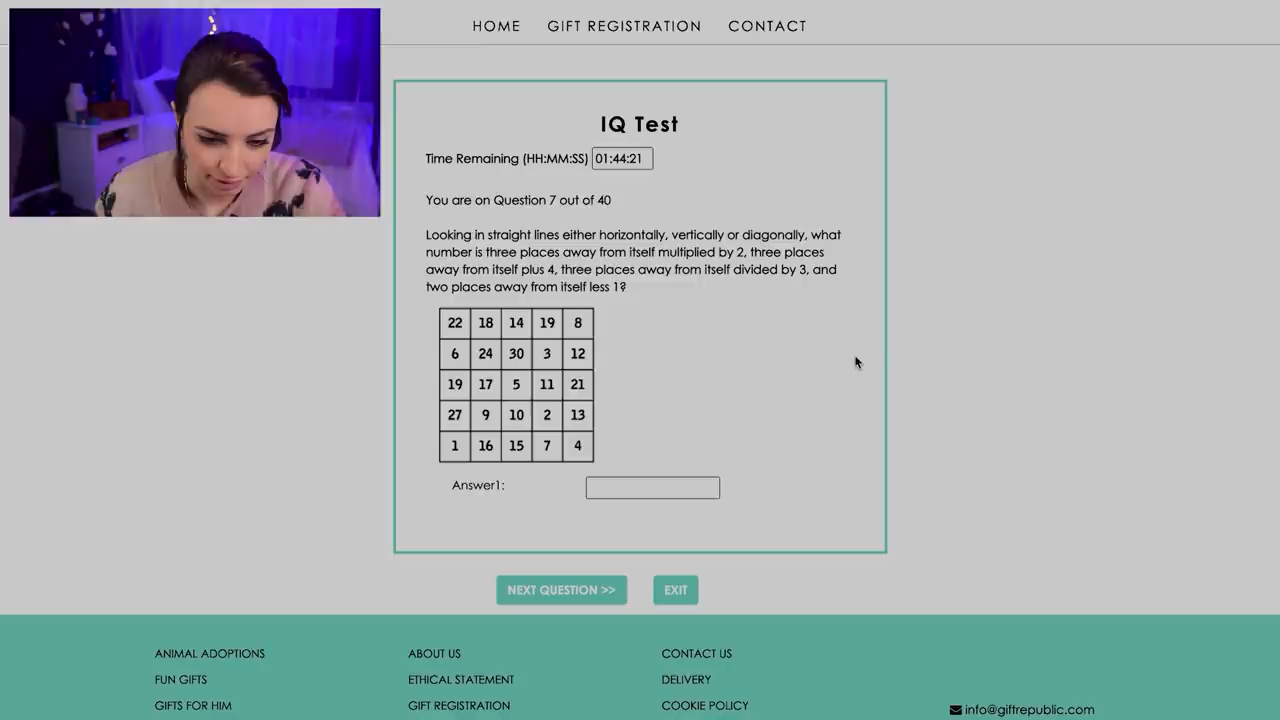 HOME GIFT REGISTRATION CONTACT
IQ Test
Time Remaining (HH:MM:SS) 01:44:21
You are on Question 7 out of 40
Looking in straight lines either horizontally, vertically or diagonally, what
number is three places away from itself multiplied by 2, three places
away from itself plus 4, three places away from itself divided by 3, and
two places away from itself less 1?
22 18 14 19 8
6 24 30 3 12
19 17 5 11 21
27 9 10 2 13
1 16 15 7 4
Answer1:
NEXT QUESTION >> EXIT
ANIMAL ADOPTIONS ABOUT US CONTACT US
FUN GIFTS ETHICAL STATEMENT DELIVERY
GIFTS FOR HIM GIFT REGISTRATION COOKIE POLICY info@giftrepublic.com